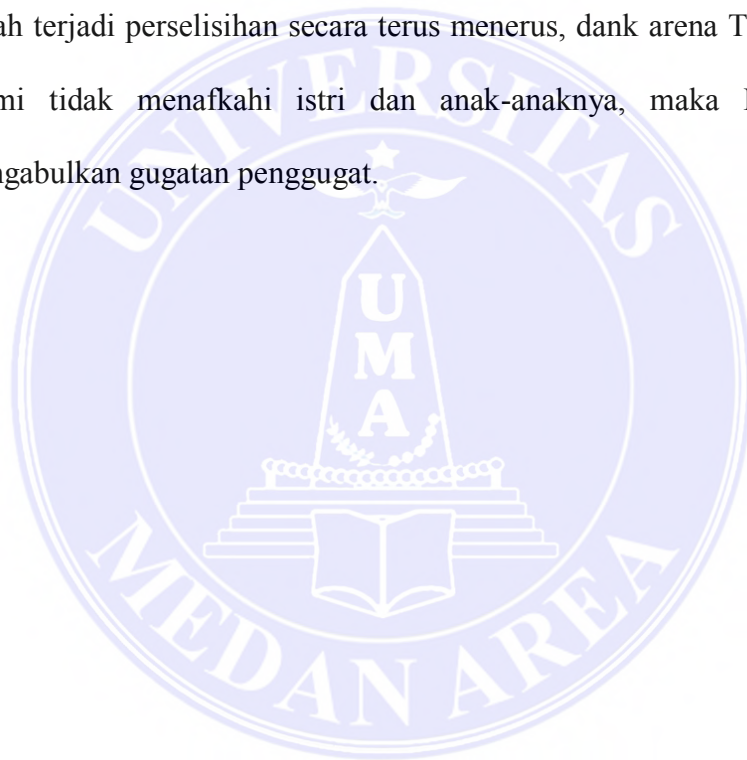 ah terjadi perselisihan secara terus menerus, dank arena T
mi tidak menafkahi istri dan anak-anaknya, maka
ngabulkan gugatan penggugat.
UNIVERSITAS
U
M
A
MEDAN AREA